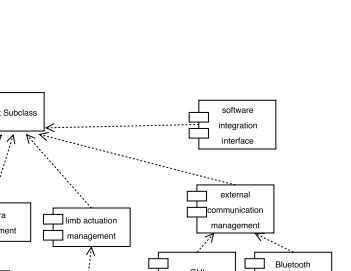 software
integration
interface
Subclass
external
communication
management
limb actuation
management
Bluetooth